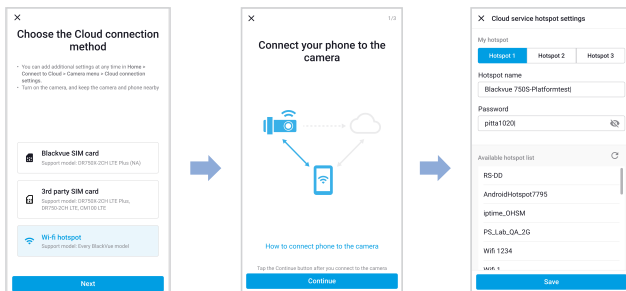 Choose the Cloud connection
method
• You can add additional settings at any time in Home >
Connect to Cloud > Camera menu > Cloud connection
settings.
• Turn on the camera, and keep the camera and phone nearby
Blackvue SIM card
Support model: DR750X-2CH LTE Plus (NA)
3rd party SIM card
Support model: DR750X-2CH LTE Plus,
DR750-2CH LTE, CM100 LTE
Wi-fi hotspot
Support model: Every BlackVue model
Next
1/3
Connect your phone to the
camera
How to connect phone to the camera
Tap the Continue button after you connect to the camera
Continue
Cloud service hotspot settings
My hotspot
Hotspot 1 Hotspot 2 Hotspot 3
Hotspot name
Blackvue 750S-Platformtest
Password
pitta1020
Available hotspot list
RS-DD
AndroidHotspot7795
iptime_OHSM
PS_Lab_QA_2G
Wifi 1234
Wifi 1
Save